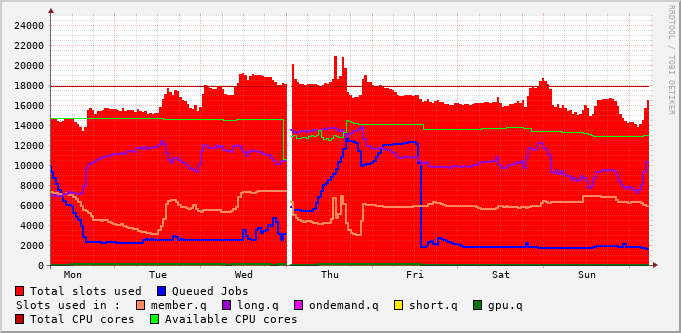 RRDTOOL / TOBI OETIKER
24000
22000
20000
18000
16000
14000
12000
10000
8000
6000
4000
2000
0
Mon Tue Wed Thu Fri Sat Sun
Total slots used Queued Jobs
Slots used in : member.q long.q ondemand.q short.q gpu.q
Total CPU cores Available CPU cores